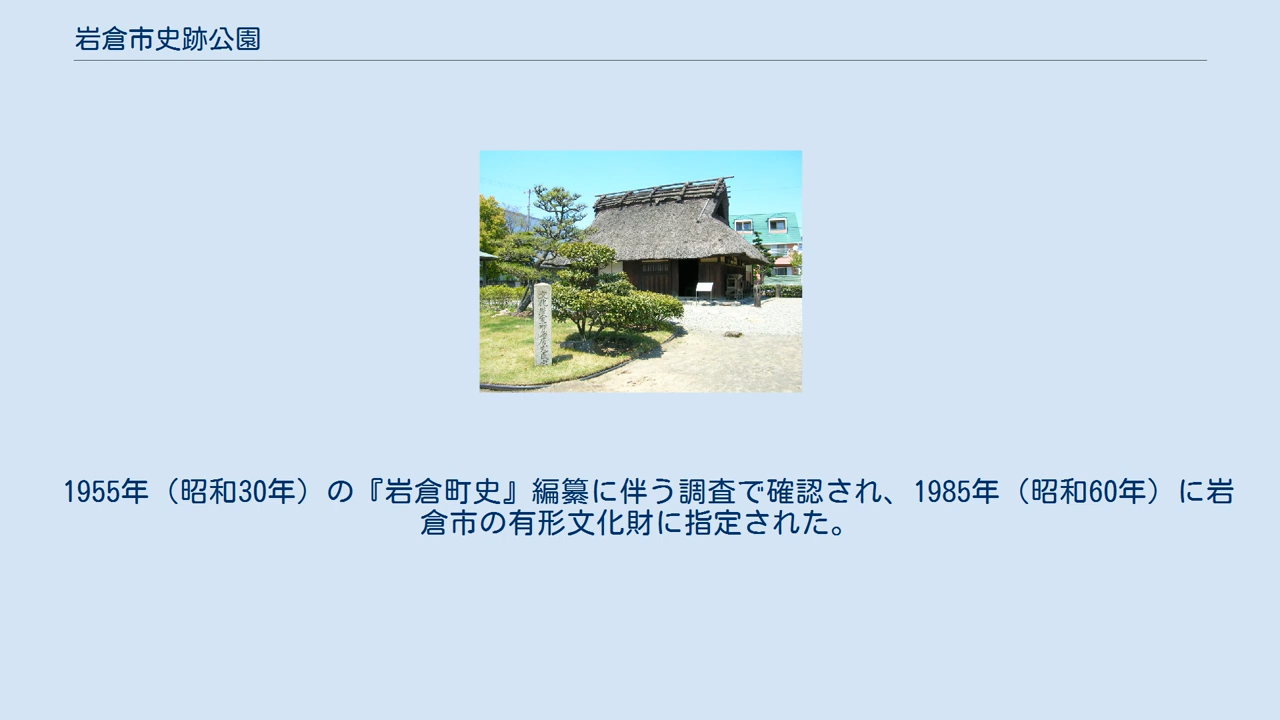 岩倉市史跡公園
1955年（昭和30年）の『岩倉町史』編纂に伴う調査で確認され、1985年（昭和60年）に岩
倉市の有形文化財に指定された。